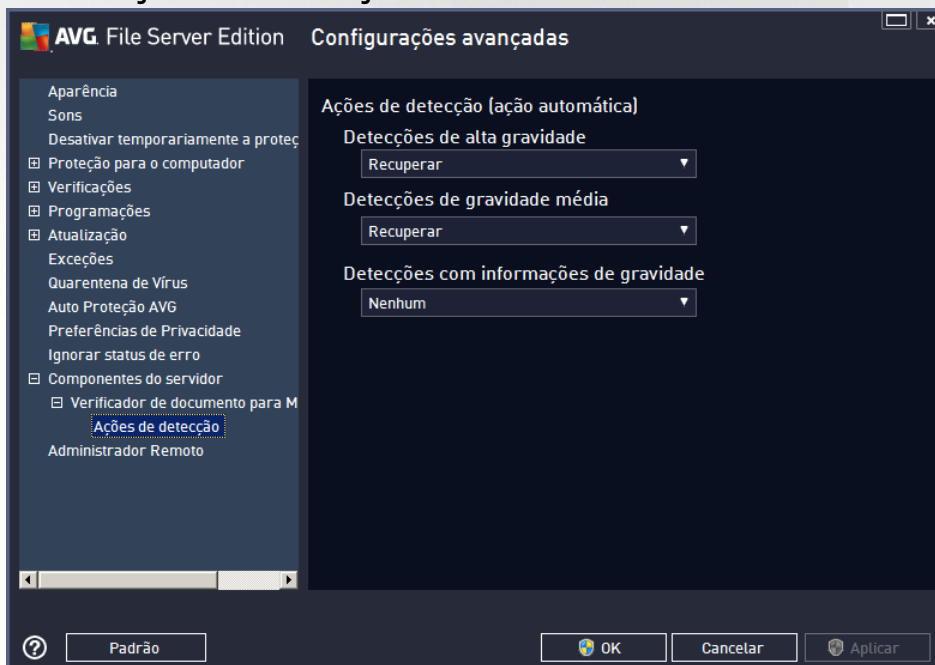 AVG. File Server Edition
Configurações avançadas
Aparência
Sons
Desativar temporariamente a proteç
Proteção para o computador
Verificações
Programações
Atualização
Exceções
Quarentena de Vírus
Auto Proteção AVG
Preferências de Privacidade
Ignorar status de erro
Componentes do servidor
Verificador de documento para M
Ações de detecção
Administrador Remoto
Ações de detecção (ação automática)
Detecções de alta gravidade
Recuperar
Detecções de gravidade média
Recuperar
Detecções com informações de gravidade
Nenhum
Padrão
OK
Cancelar
Aplicar